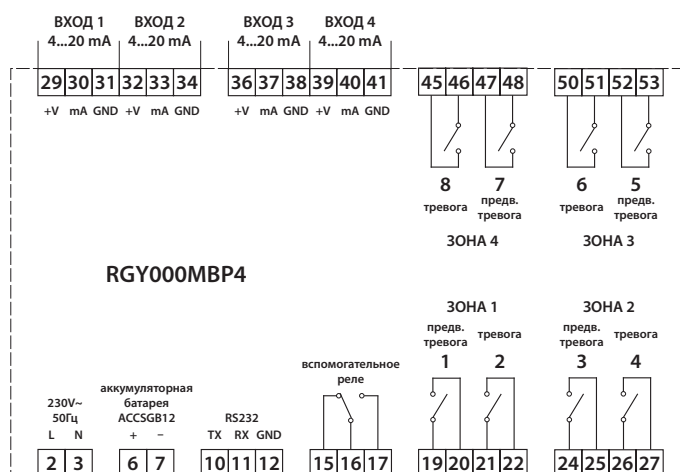 ВХОД 1 ВХОД 2 ВХОД 3 ВХОД 4
4...20 mA 4...20 mA 4...20 mA 4...20 mA
29 30 31 32 33 34 36 37 38 39 40 41 45 46 47 48 50 51 52 53
+V mA GND +V mA GND +V mA GND +V mA GND
8 7 6 5
тревога предв. тревога тревога предв. тревога
ЗОНА 4 ЗОНА 3
RGY000MBP4
ЗОНА 1 ЗОНА 2
предв. тревога тревога предв. тревога тревога
1 2 3 4
вспомогательное
реле
230V~
50Гц
L N
аккумуляторная
батарея
ACCSGB12
+ –
RS232
TX RX GND
2 3 6 7 10 11 12 15 16 17 19 20 21 22 24 25 26 27